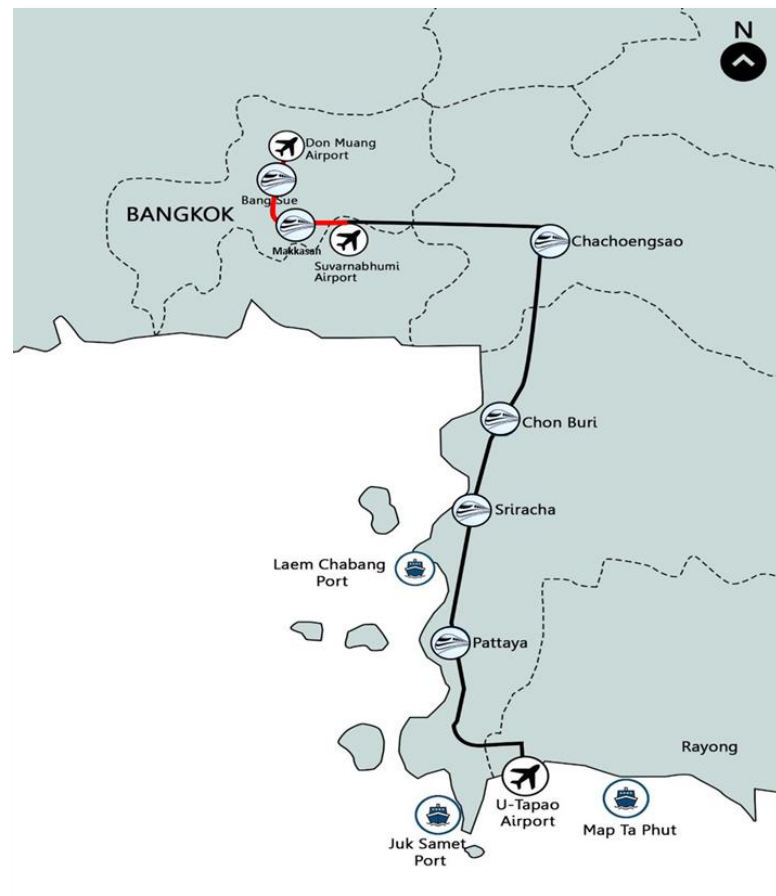 N
Don Muang
Airport
Bang Sue
BANGKOK
Makkasan
Suvarnabhumi
Airport
Chachoengsao
Chon Buri
Sriracha
Laem Chabang
Port
Pattaya
Rayong
U-Tapao
Airport
Map Ta Phut
Juk Samet
Port